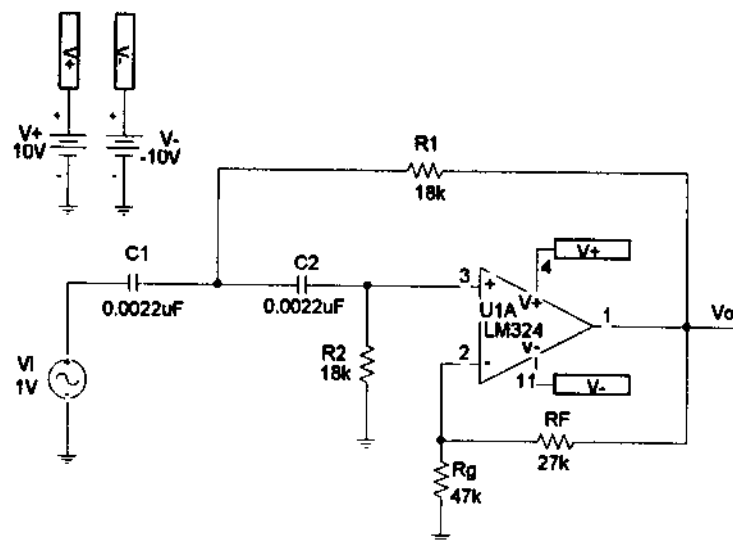 V+
V-
+
+
V+
10V
V-
-10V
-
-
R1
18k
C1
0.0022uF
C2
0.0022uF
3
+
V+
4
V+
U1A
LM324
1
Vo
R2
18k
2
-
V-
11
V-
VI
1V
RF
27k
Rg
47k